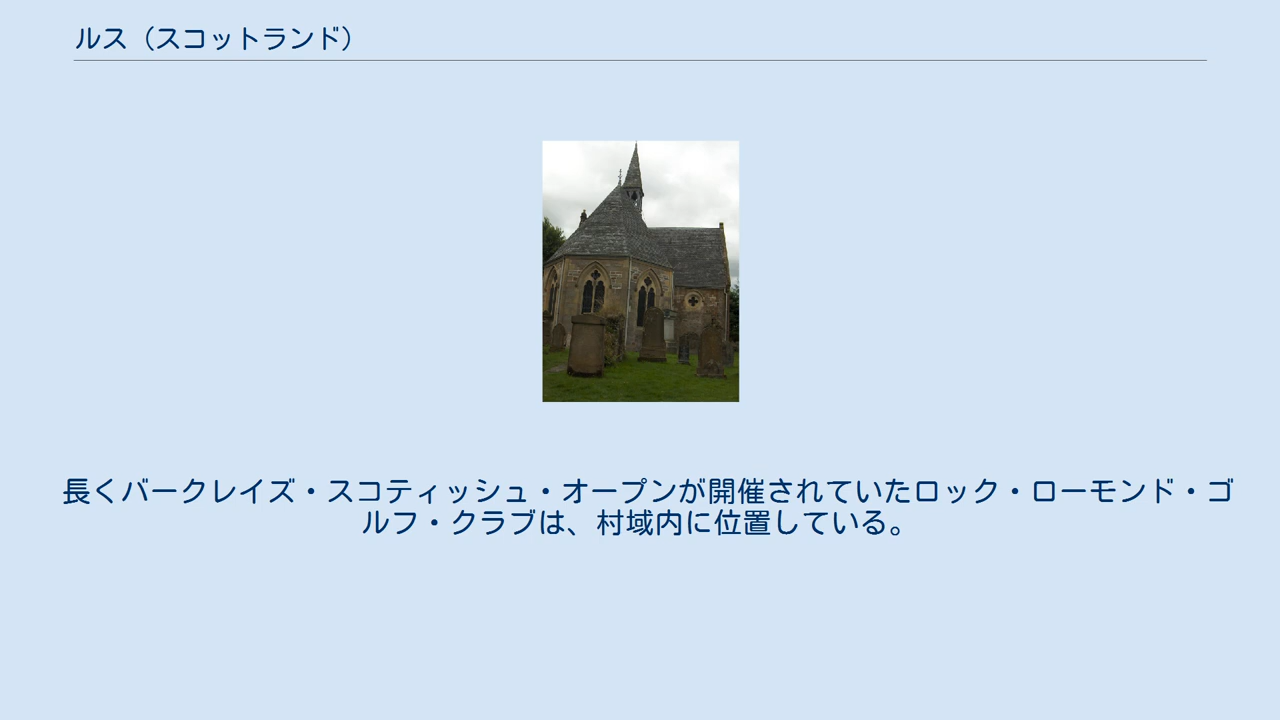 ルス（スコットランド）
長くバークレイズ・スコティッシュ・オープンが開催されていたロック・ローモンド・ゴ
ルフ・クラブは、村域内に位置している。